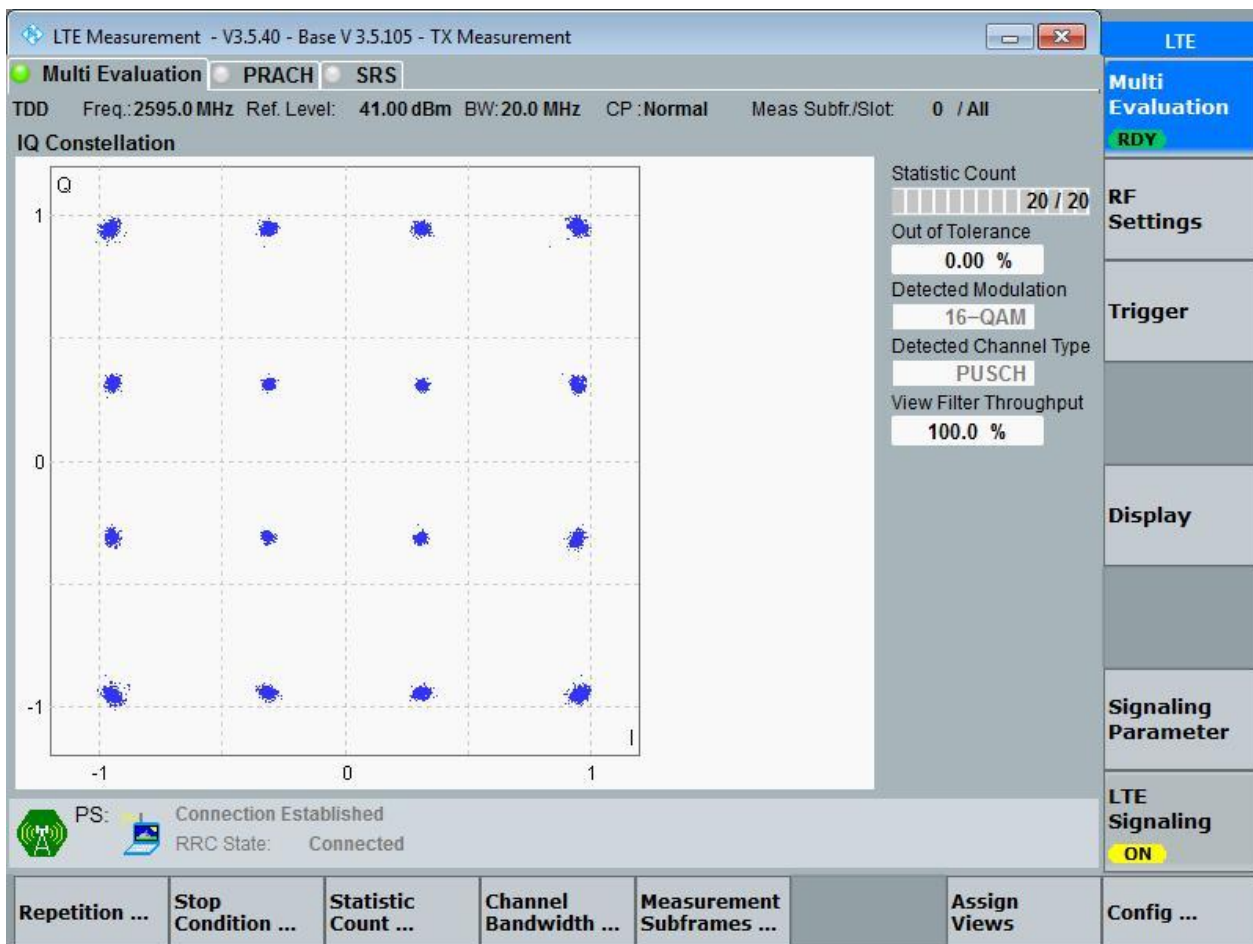 LTE Measurement - V3.5.40 - Base V 3.5.105 - TX Measurement
LTE
Multi Evaluation PRACH SRS
Multi
Evaluation
RDY
TDD Freq.: 2595.0 MHz Ref. Level: 41.00 dBm BW: 20.0 MHz CP : Normal Meas Subfr./Slot: 0 / All
IQ Constellation
Q
1
0
-1
I
-1 0 1
Statistic Count
20 / 20
Out of Tolerance
0.00 %
Detected Modulation
16-QAM
Detected Channel Type
PUSCH
View Filter Throughput
100.0 %
RF
Settings
Trigger
Display
Signaling
Parameter
LTE
Signaling
ON
PS: Connection Established
RRC State: Connected
Repetition ...
Stop
Condition ...
Statistic
Count ...
Channel
Bandwidth ...
Measurement
Subframes ...
Assign
Views
Config ...